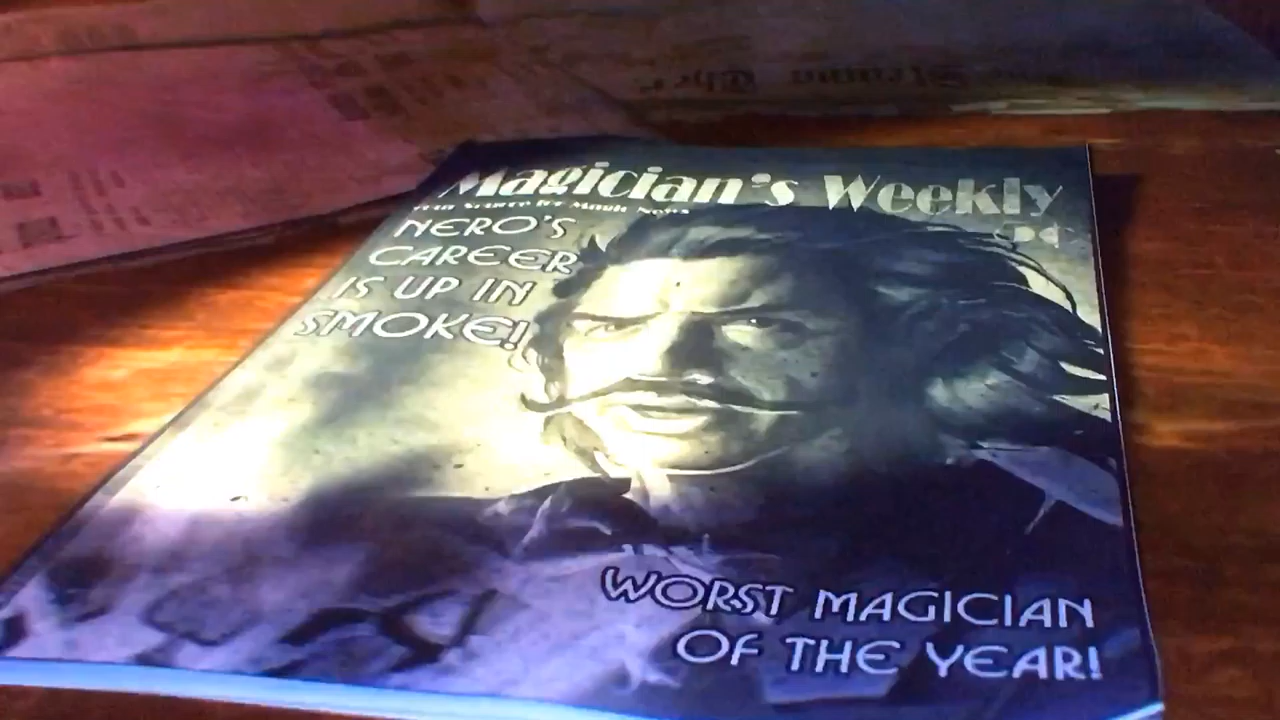 Magician's Weekly
NERO'S
CAREER
IS UP IN
SMOKE!
WORST MAGICIAN
OF THE YEAR!